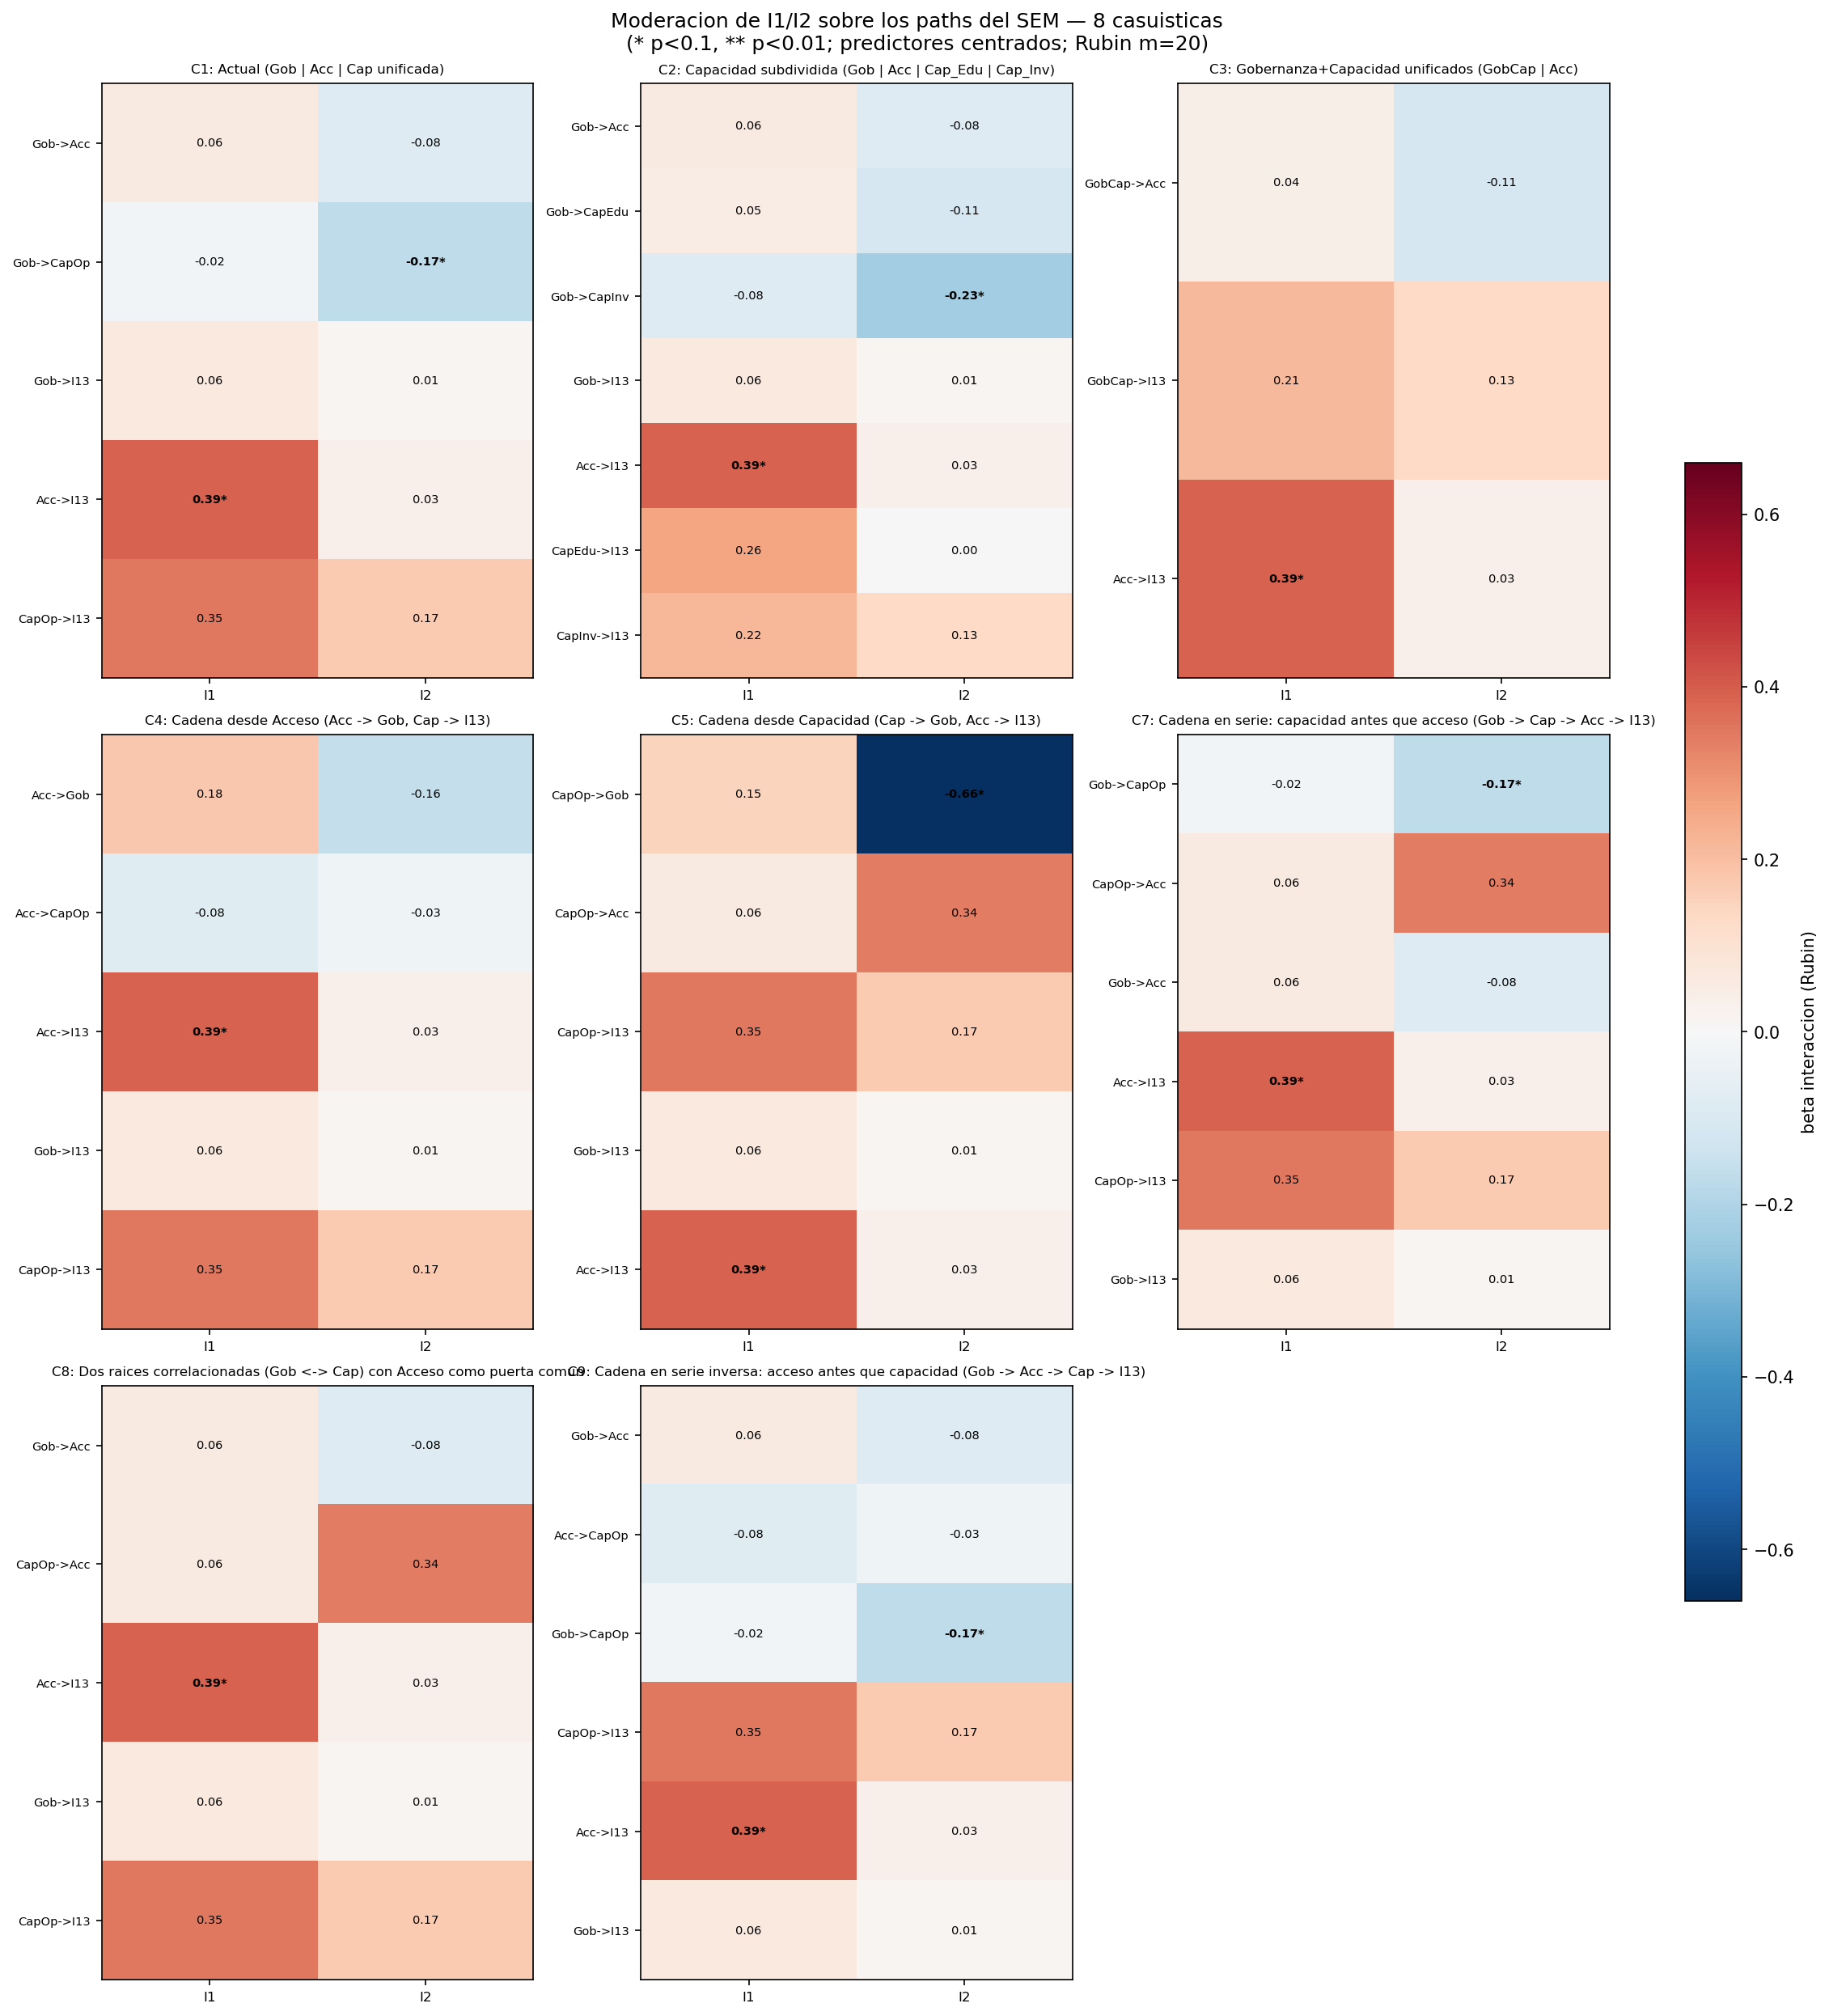 Moderacion de I1/I2 sobre los paths del SEM — 8 casuisticas
(* p<0.1, ** p<0.01; predictores centrados; Rubin m=20)
C1: Actual (Gob | Acc | Cap unificada)
Gob->Acc 0.06 -0.08
Gob->CapOp -0.02 -0.17*
Gob->I13 0.06 0.01
Acc->I13 0.39* 0.03
CapOp->I13 0.35 0.17
I1 I2
C2: Capacidad subdividida (Gob | Acc | Cap_Edu | Cap_Inv)
Gob->Acc 0.06 -0.08
Gob->CapEdu 0.05 -0.11
Gob->CapInv -0.08 -0.23*
Gob->I13 0.06 0.01
Acc->I13 0.39* 0.03
CapEdu->I13 0.26 0.00
CapInv->I13 0.22 0.13
I1 I2
C3: Gobernanza+Capacidad unificados (GobCap | Acc)
GobCap->Acc 0.04 -0.11
GobCap->I13 0.21 0.13
Acc->I13 0.39* 0.03
I1 I2
C4: Cadena desde Acceso (Acc -> Gob, Cap -> I13)
Acc->Gob 0.18 -0.16
Acc->CapOp -0.08 -0.03
Acc->I13 0.39* 0.03
Gob->I13 0.06 0.01
CapOp->I13 0.35 0.17
I1 I2
C5: Cadena desde Capacidad (Cap -> Gob, Acc -> I13)
CapOp->Gob 0.15 -0.66*
CapOp->Acc 0.06 0.34
CapOp->I13 0.35 0.17
Gob->I13 0.06 0.01
Acc->I13 0.39* 0.03
I1 I2
C7: Cadena en serie: capacidad antes que acceso (Gob -> Cap -> Acc -> I13)
Gob->CapOp -0.02 -0.17*
CapOp->Acc 0.06 0.34
Gob->Acc 0.06 -0.08
Acc->I13 0.39* 0.03
CapOp->I13 0.35 0.17
Gob->I13 0.06 0.01
I1 I2
C8: Dos raices correlacionadas (Gob <-> Cap) con Acceso como puerta comun
Gob->Acc 0.06 -0.08
CapOp->Acc 0.06 0.34
Acc->I13 0.39* 0.03
Gob->I13 0.06 0.01
CapOp->I13 0.35 0.17
I1 I2
C9: Cadena en serie inversa: acceso antes que capacidad (Gob -> Acc -> Cap -> I13)
Gob->Acc 0.06 -0.08
Acc->CapOp -0.08 -0.03
Gob->CapOp -0.02 -0.17*
CapOp->I13 0.35 0.17
Acc->I13 0.39* 0.03
Gob->I13 0.06 0.01
I1 I2
0.6
0.4
0.2
0.0
−0.2
−0.4
−0.6
beta interaccion (Rubin)